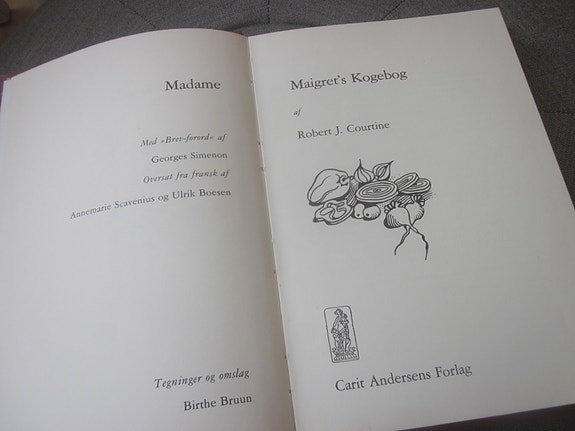 Madame
Med »Brev-forord« af
Georges Simenon
Oversat fra fransk af
Annemarie Scavenius og Ulrik Boesen
Tegninger og omslag
Birthe Bruun
Maigret's Kogebog
af
Robert J. Courtine
Carit Andersens Forlag